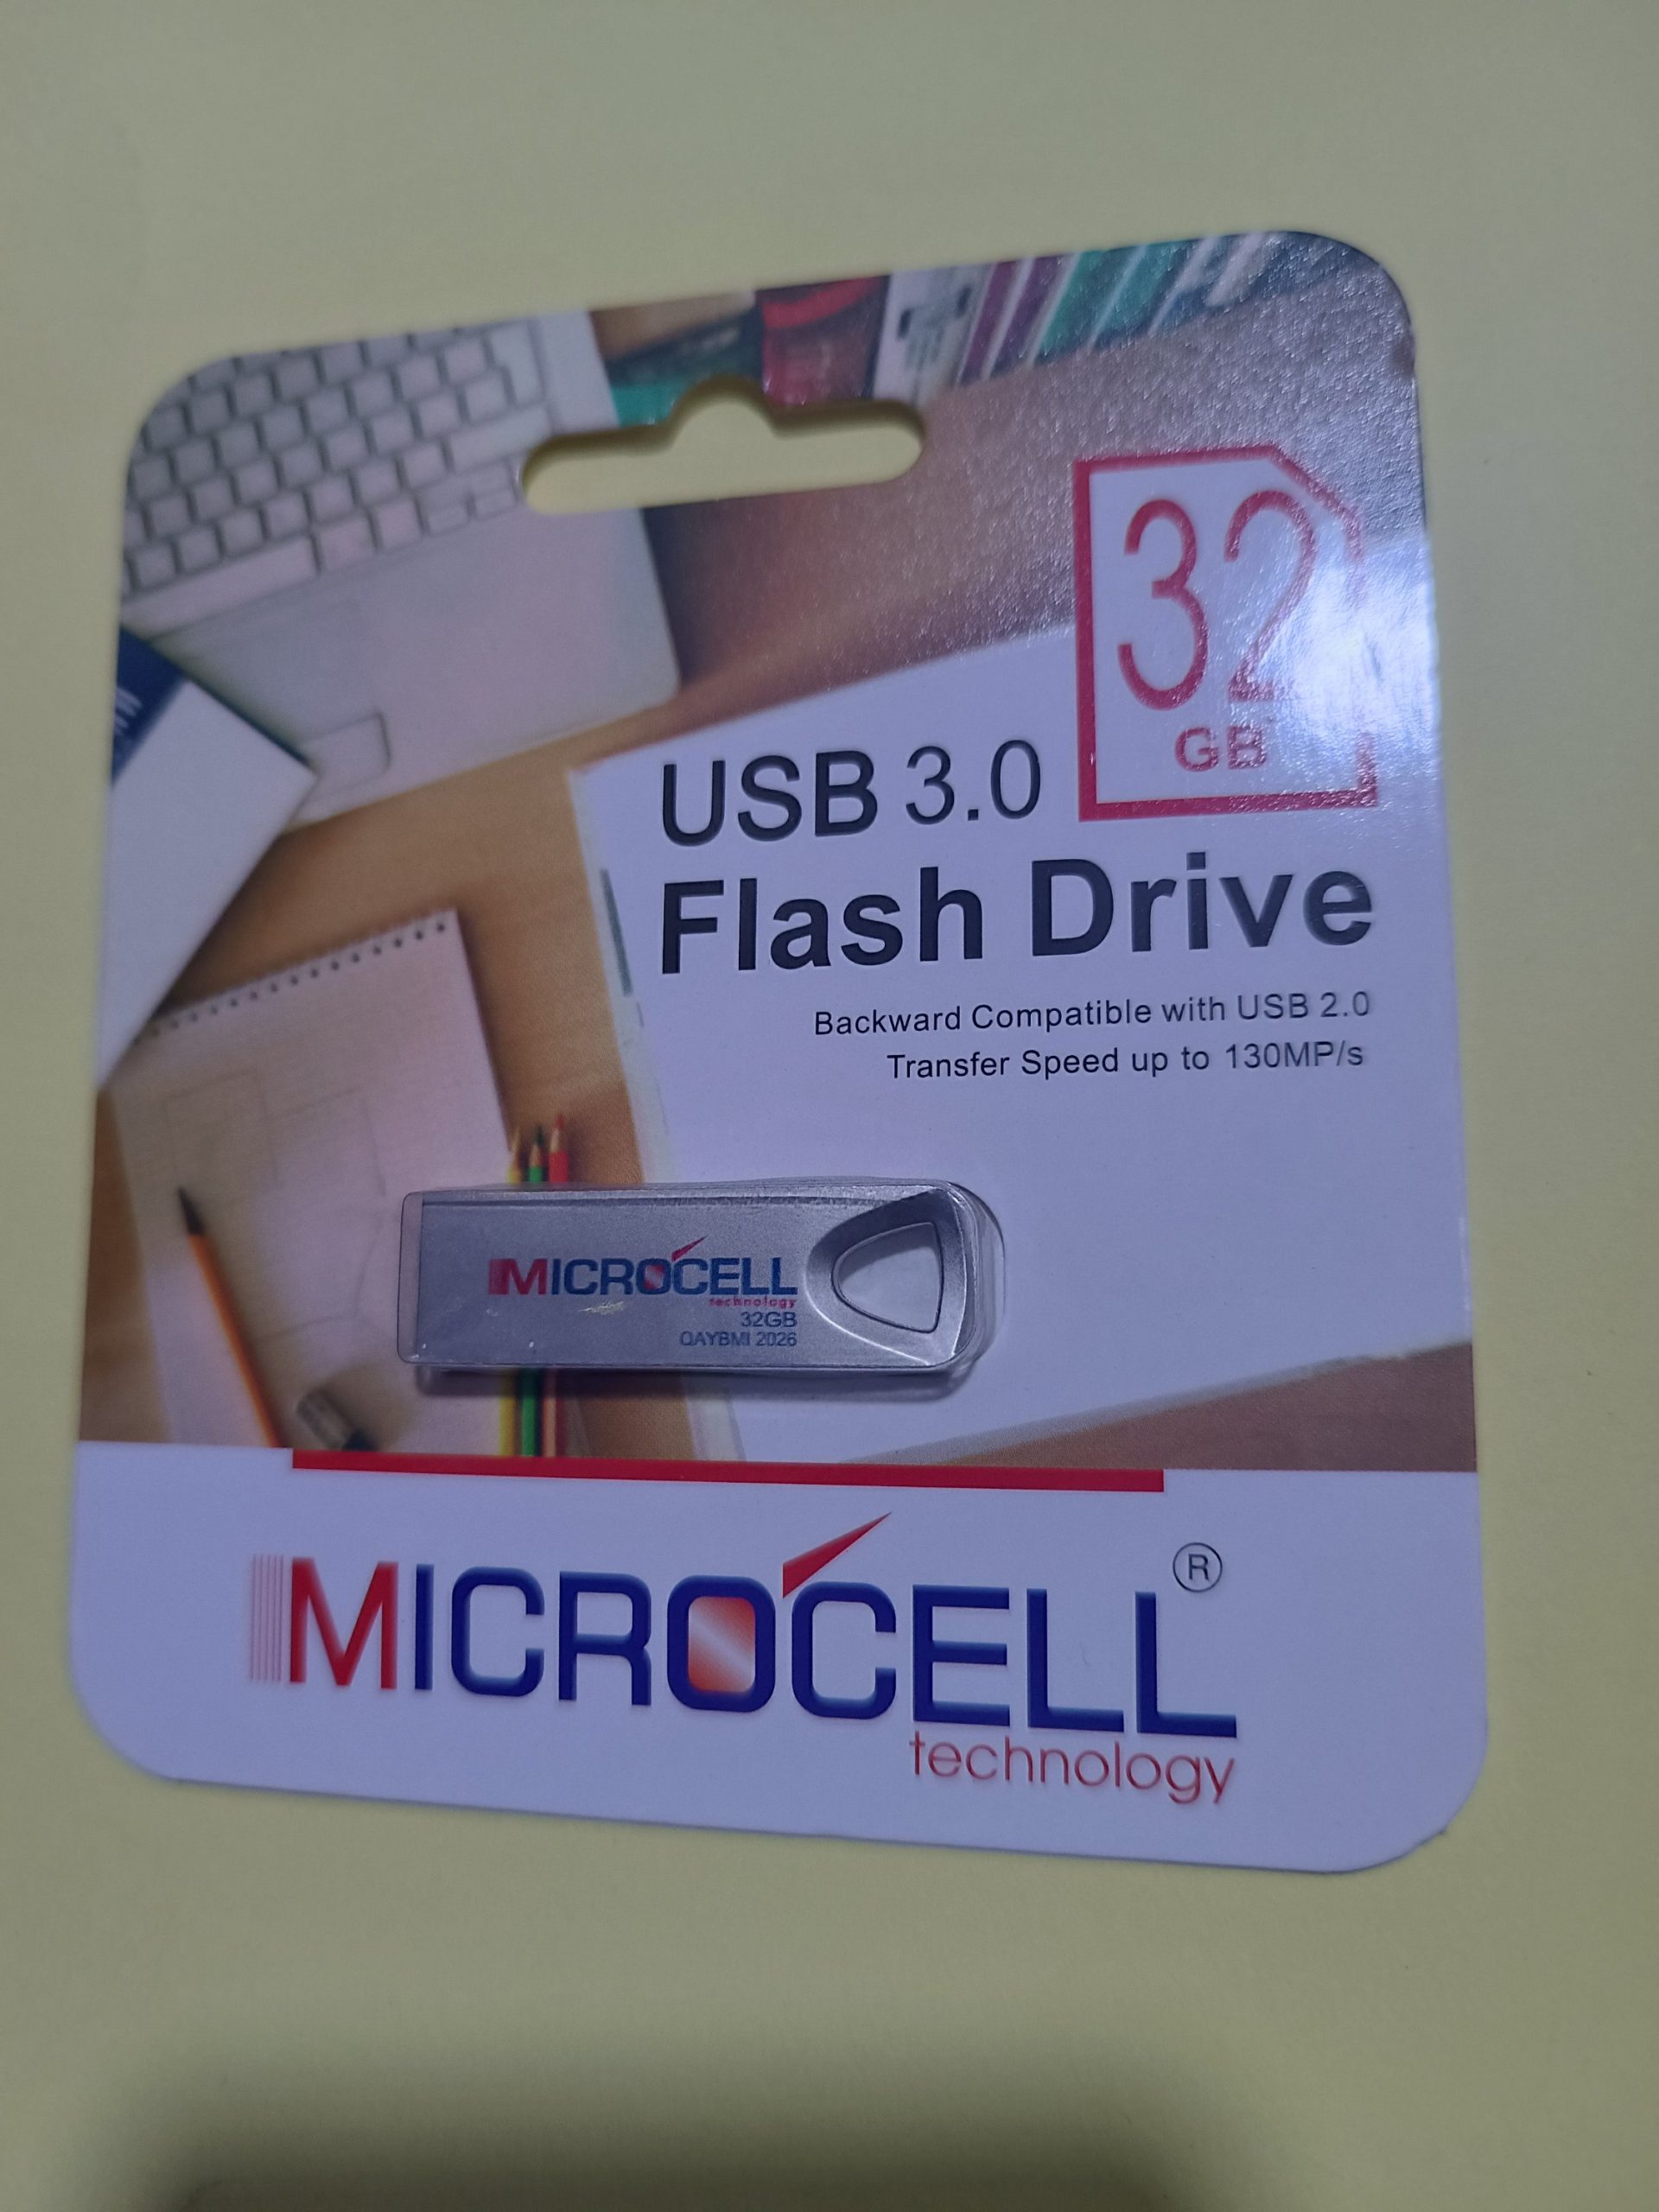 32
GB
USB 3.0
Flash Drive
Backward Compatible with USB 2.0
Transfer Speed up to 130MP/s
MICROCELL
technology
32GB
QAYBMI 2026
MICROCELL®
technology